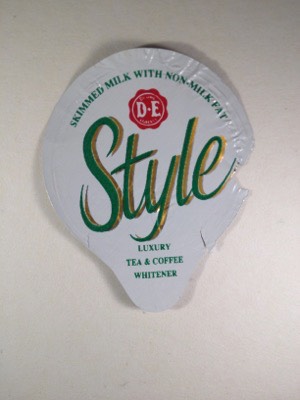 SKIMMED MILK WITH NON-MILK FAT
D·E
Style
LUXURY
TEA & COFFEE
WHITENER